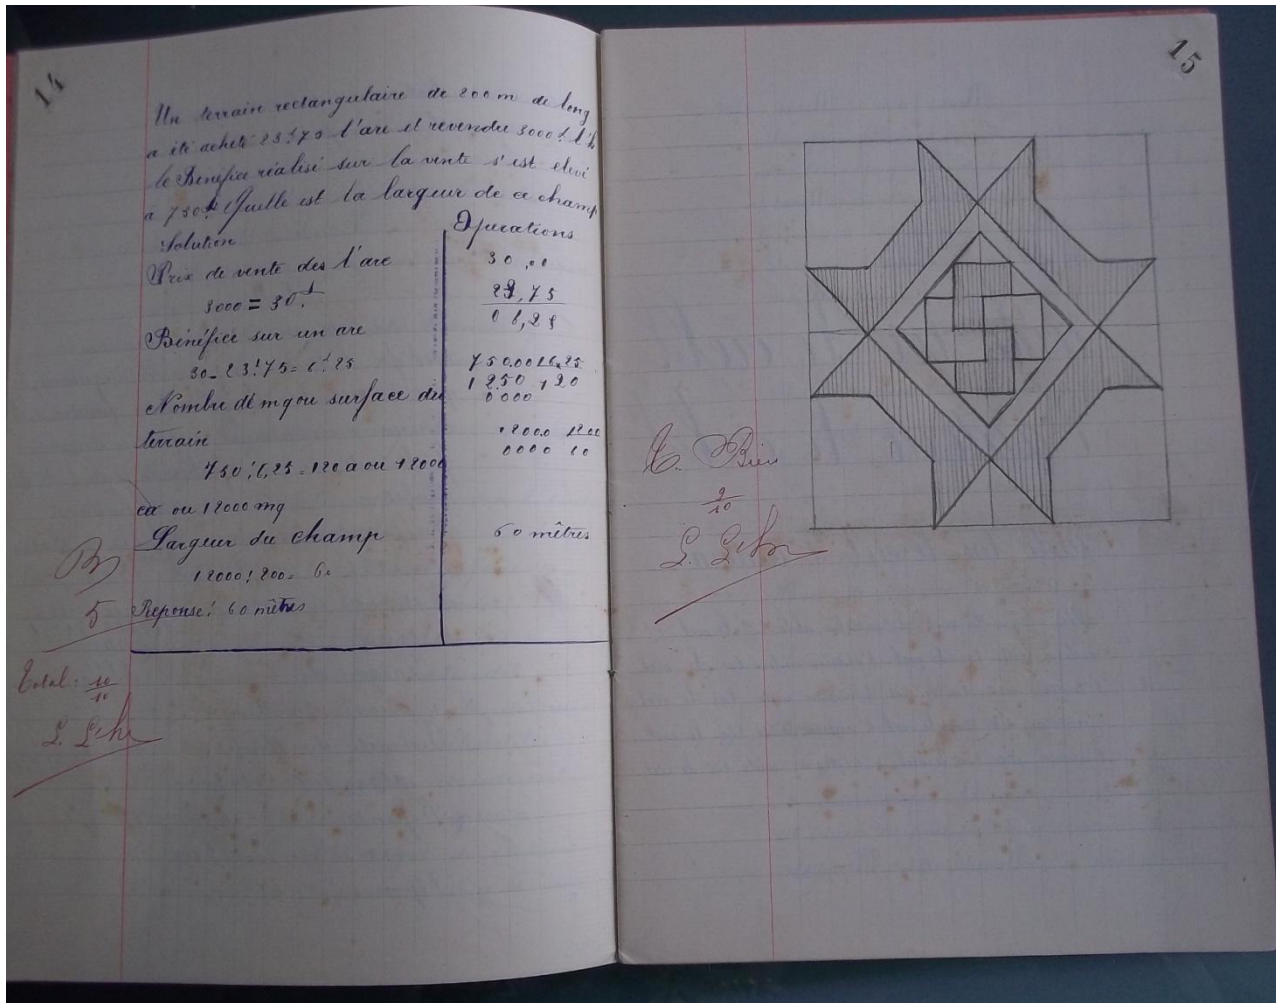 14
Un terrain rectangulaire de 200 m de long
a été acheté 23f75 l'are et revendu 3000f l'h
le Bénéfice réalisé sur la vente s'est elevé
à 750f Quelle est la largeur de ce champ
Solution
Opérations
Prix de vente des l'are
3000 = 30f
Bénéfice sur un are
30 - 23f75 = 6f25
Nombre de mq ou surface du
terrain
750 : 6,25 = 120 a ou 12000
ca ou 12000 mq
Largeur du champ
12000 : 200 = 60
Réponse : 60 mètres
30,00
23,75
06,25
750.00 6,25
1250 120
0000
12000 200
0000 60
60 mètres
B
5
Total : 10/10
15
T. Bien
9/10